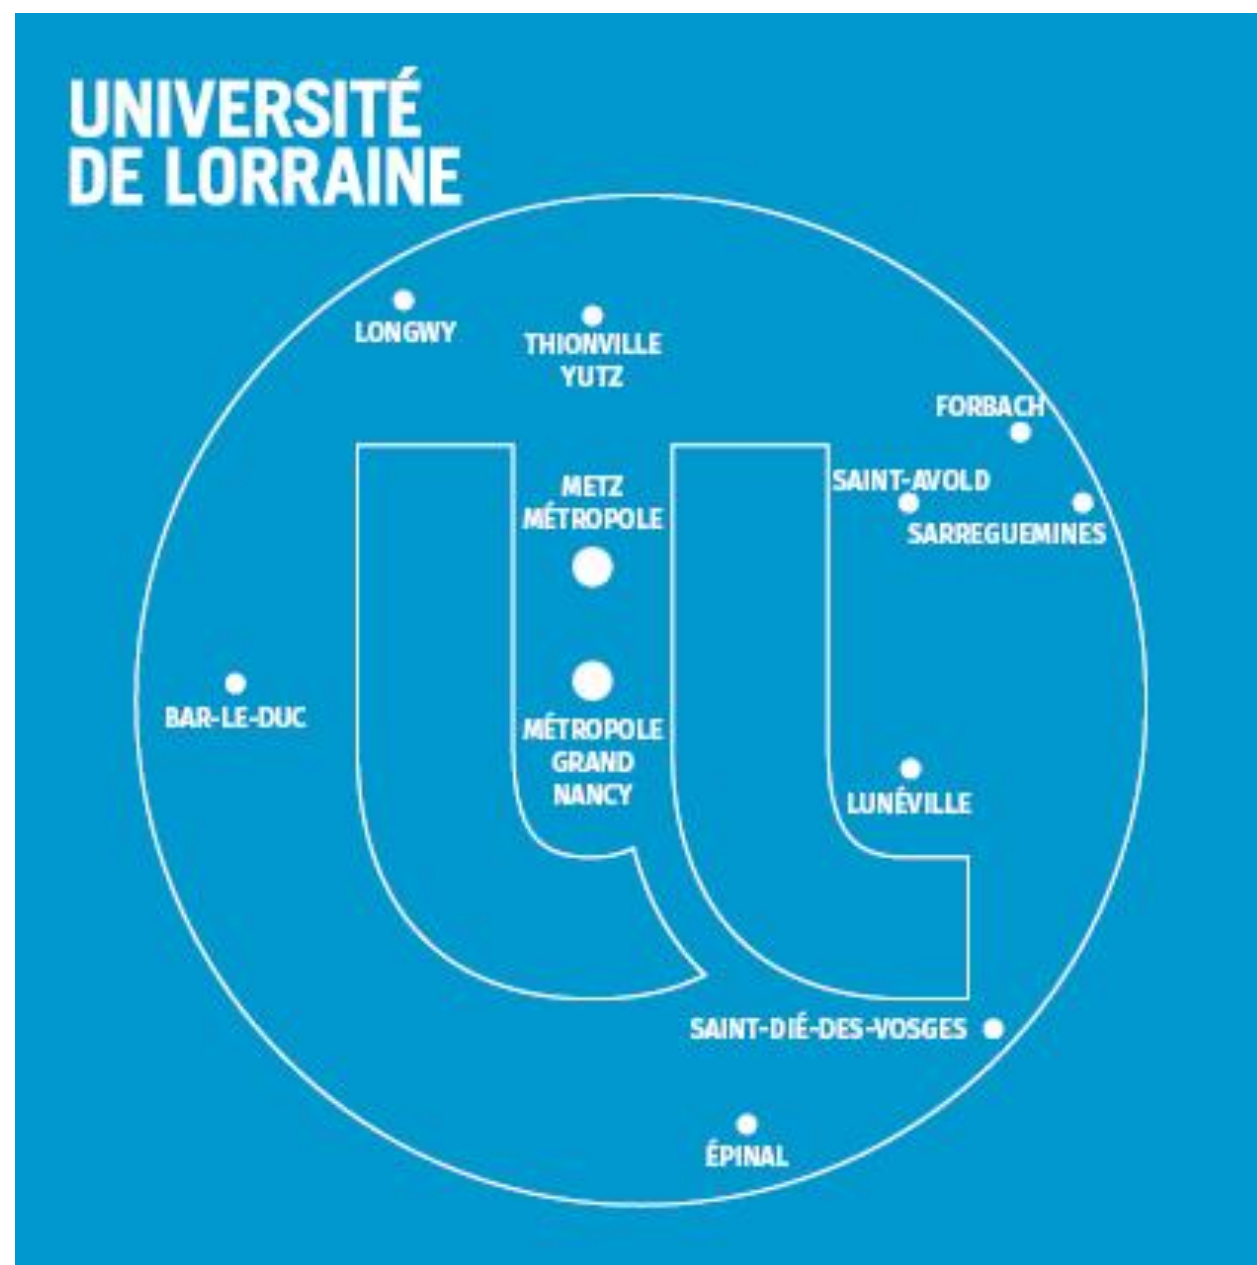 UNIVERSITÉ
DE LORRAINE
LONGWY
THIONVILLE
YUTZ
FORBACH
SAINT-AVOLD
METZ
MÉTROPOLE
SARREGUEMINES
BAR-LE-DUC
MÉTROPOLE
GRAND
NANCY
LUNÉVILLE
SAINT-DIÉ-DES-VOSGES
ÉPINAL